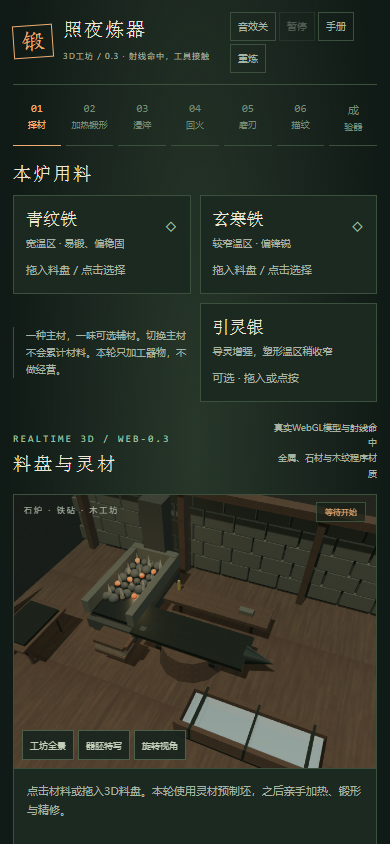 锻
照夜炼器
3D工坊 / 0.3 · 射线命中，工具接触
音效关
暂停
手册
重炼
01
择材
02
加热锻形
03
淬淬
04
回火
05
磨刃
06
描纹
成
验器
本炉用料
青纹铁
宽温区 · 易锻、偏稳固
拖入料盘 / 点击选择
玄寒铁
较窄温区 · 偏锋锐
拖入料盘 / 点击选择
一种主材，一味可选辅材。切换主材
不会累计材料。本轮只加工器物，不
做经营。
引灵银
导灵增强，塑形温区稍收窄
可选 · 拖入或点按
REALTIME 3D / WEB-0.3
料盘与灵材
真实WebGL模型与射线命
中
金属、石材与木纹程序材
质
石炉 · 铁砧 · 木工坊
等待开始
工坊全景
器胚特写
旋转视角
点击材料或拖入3D料盘。本轮使用灵材预制坯，之后亲手加热、锻形
与精修。